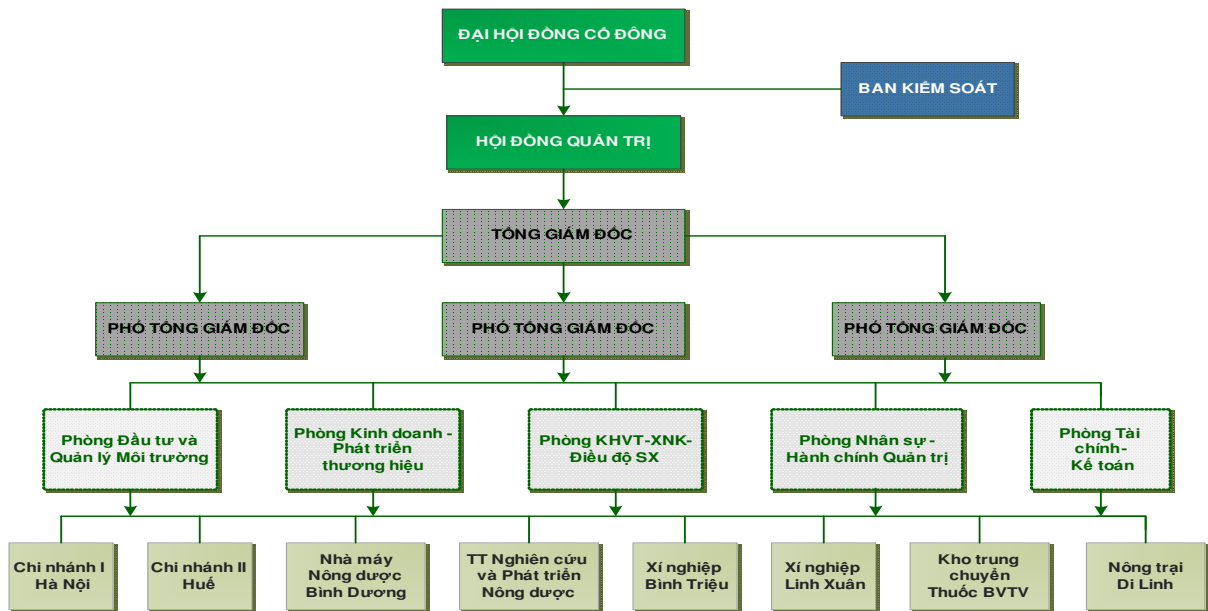 ĐẠI HỘI ĐỒNG CỔ ĐÔNG
BAN KIỂM SOÁT
HỘI ĐỒNG QUẢN TRỊ
TỔNG GIÁM ĐỐC
PHÓ TỔNG GIÁM ĐỐC
PHÓ TỔNG GIÁM ĐỐC
PHÓ TỔNG GIÁM ĐỐC
Phòng Đầu tư và
Quản lý Môi trường
Phòng Kinh doanh -
Phát triển
thương hiệu
Phòng KHVT-XNK-
Điều độ SX
Phòng Nhân sự -
Hành chính Quản trị
Phòng Tài
chính-
Kế toán
Chi nhánh I
Hà Nội
Chi nhánh II
Huế
Nhà máy
Nông dược
Bình Dương
TT Nghiên cứu
và Phát triển
Nông dược
Xí nghiệp
Bình Triệu
Xí nghiệp
Linh Xuân
Kho trung
chuyển
Thuốc BVTV
Nông trại
Di Linh